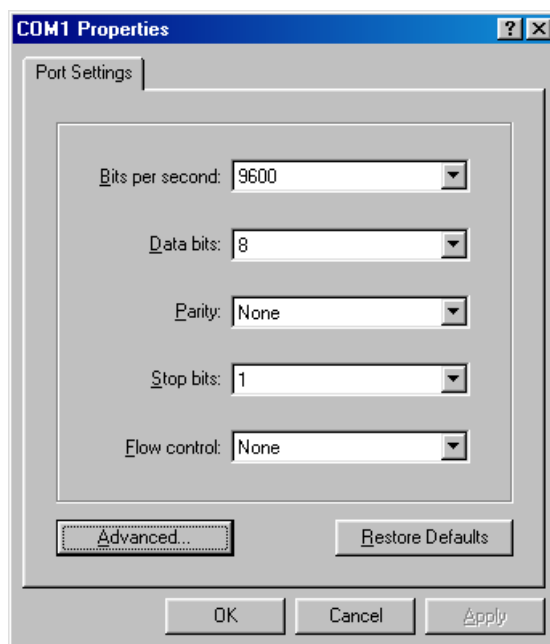 COM1 Properties
Port Settings
Bits per second: 9600
Data bits: 8
Parity: None
Stop bits: 1
Flow control: None
Advanced... Restore Defaults
OK Cancel Apply